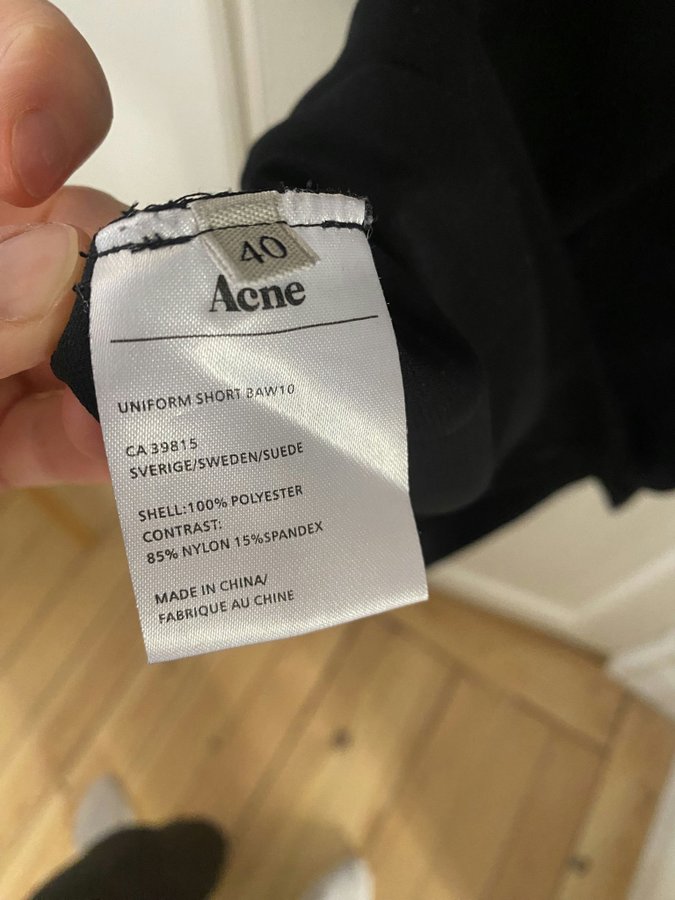 40
Acne
UNIFORM SHORT BAW10
CA 39815
SVERIGE/SWEDEN/SUEDE
SHELL:100% POLYESTER
CONTRAST:
85% NYLON 15%SPANDEX
MADE IN CHINA/
FABRIQUE AU CHINE